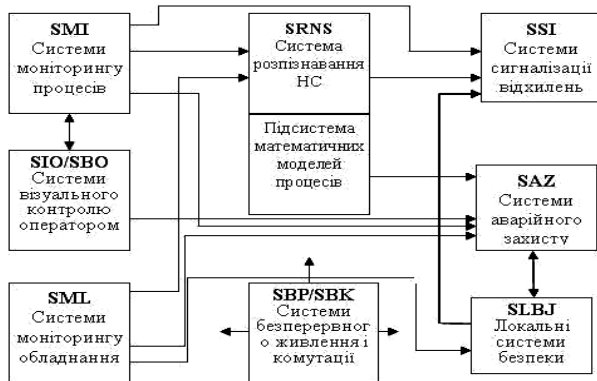 SMI
Системи
моніторингу
процесів
SRNS
Система
розпізнавання
НС
SSI
Системи
сигналізації
відхилень
Підсистема
математичних
моделей
процесів
SIO/SBO
Системи
візуального
контролю
оператором
SAZ
Системи
аварійного
захисту
SML
Системи
моніторингу
обладнання
SBP/SBK
Системи
безперервног
о живлення і
комутації
SLBJ
Локальні
системи
безпеки